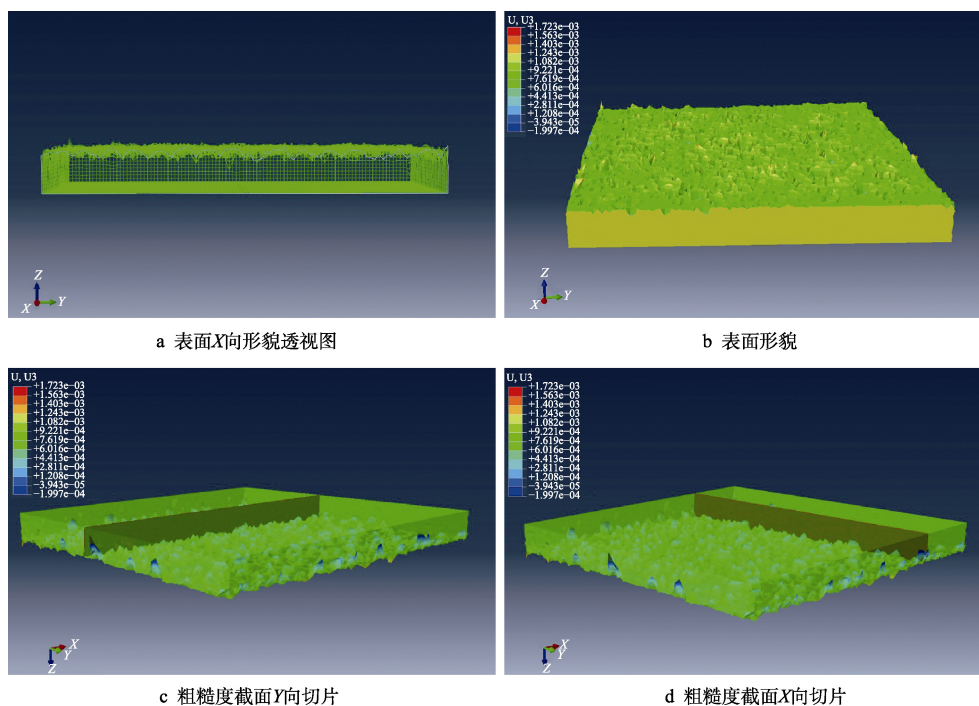 Z
X
Y
a 表面X向形貌透视图
U, U3
+1.723e-03
+1.563e-03
+1.403e-03
+1.243e-03
+1.082e-03
+9.221e-04
+7.619e-04
+6.016e-04
+4.413e-04
+2.811e-04
+1.208e-04
-3.943e-05
-1.997e-04
Z
X
Y
b 表面形貌
U, U3
+1.723e-03
+1.563e-03
+1.403e-03
+1.243e-03
+1.082e-03
+9.221e-04
+7.619e-04
+6.016e-04
+4.413e-04
+2.811e-04
+1.208e-04
-3.943e-05
-1.997e-04
X
Y
Z
c 粗糙度截面Y向切片
U, U3
+1.723e-03
+1.563e-03
+1.403e-03
+1.243e-03
+1.082e-03
+9.221e-04
+7.619e-04
+6.016e-04
+4.413e-04
+2.811e-04
+1.208e-04
-3.943e-05
-1.997e-04
X
Y
Z
d 粗糙度截面X向切片